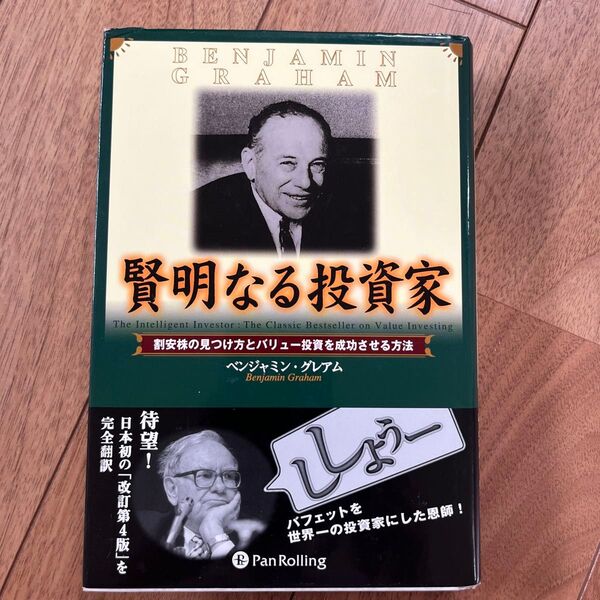 BENJAMIN
GRAHAM
賢明なる投資家
The Intelligent Investor: The Classic Bestseller on Value Investing
割安株の見つけ方とバリュー投資を成功させる方法
ベンジャミン・グレアム
Benjamin Graham
待望!
日本初の「改訂第4版」を
完全翻訳
ししょうー
バフェットを
世界一の投資家にした恩師!
PanRolling